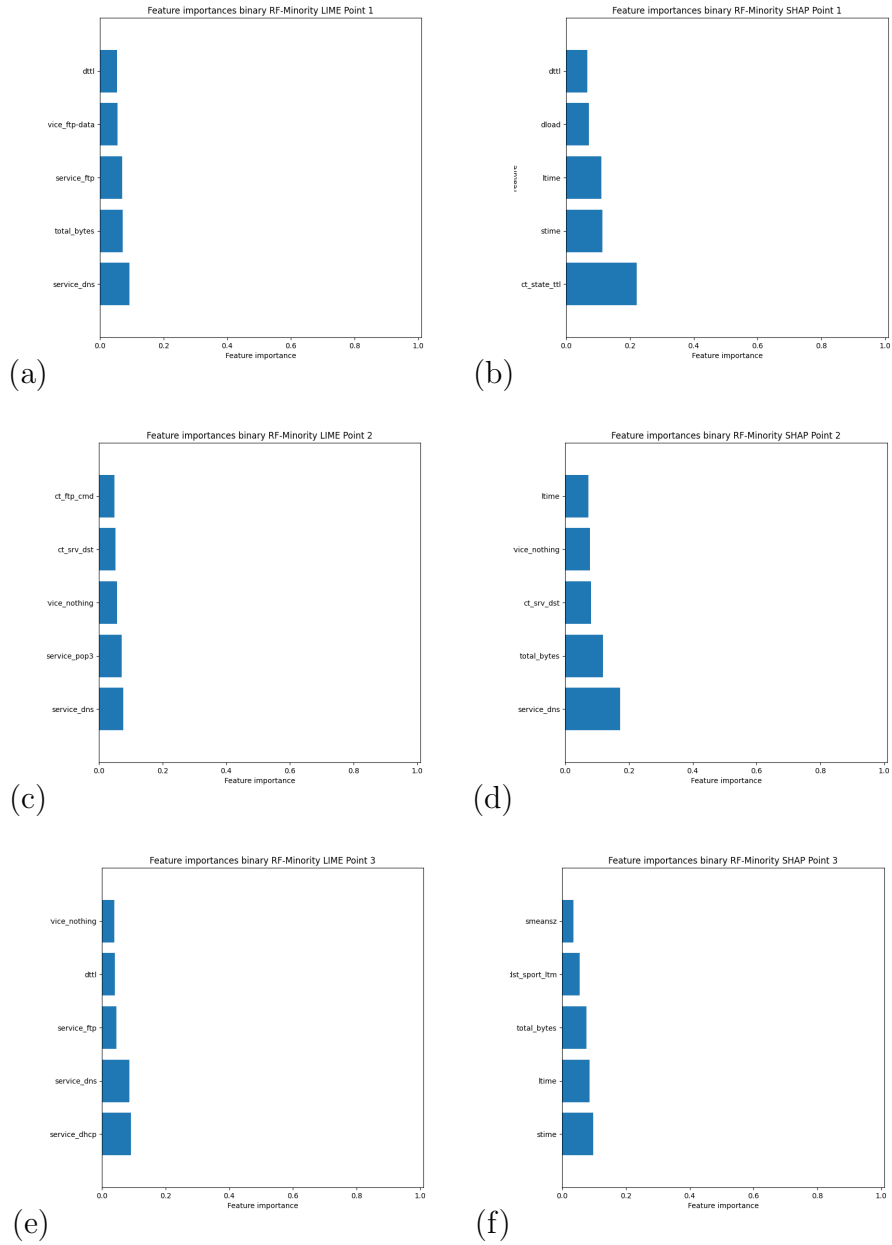 Feature importances binary RF-Minority LIME Point 1
dttl
vice_ftp-data
service_ftp
total_bytes
service_dns
0.0 0.2 0.4 0.6 0.8 1.0
Feature importance
(a)
Feature importances binary RF-Minority SHAP Point 1
dttl
dload
ltime
stime
ct_state_ttl
0.0 0.2 0.4 0.6 0.8 1.0
Feature importance
(b)
Feature importances binary RF-Minority LIME Point 2
ct_ftp_cmd
ct_srv_dst
vice_nothing
service_pop3
service_dns
0.0 0.2 0.4 0.6 0.8 1.0
Feature importance
(c)
Feature importances binary RF-Minority SHAP Point 2
ltime
vice_nothing
ct_srv_dst
total_bytes
service_dns
0.0 0.2 0.4 0.6 0.8 1.0
Feature importance
(d)
Feature importances binary RF-Minority LIME Point 3
vice_nothing
dttl
service_ftp
service_dns
service_dhcp
0.0 0.2 0.4 0.6 0.8 1.0
Feature importance
(e)
Feature importances binary RF-Minority SHAP Point 3
smeansz
dst_sport_ltm
total_bytes
ltime
stime
0.0 0.2 0.4 0.6 0.8 1.0
Feature importance
(f)